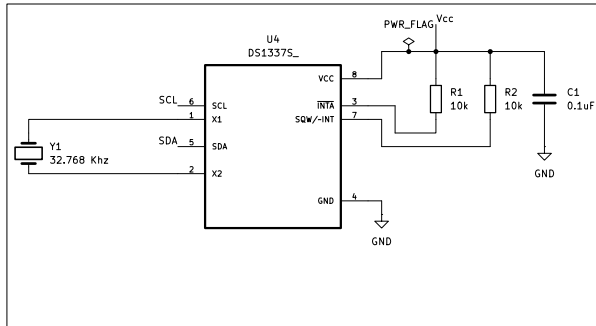 Vcc
PWR_FLAG
U4
DS1337S_
VCC 8
SCL 6 SCL
INTA 3
R1
10k
R2
10k
C1
0.1uF
1 X1
SQW/-INT 7
SDA 5 SDA
Y1
32.768 Khz
GND
2 X2
GND 4
GND